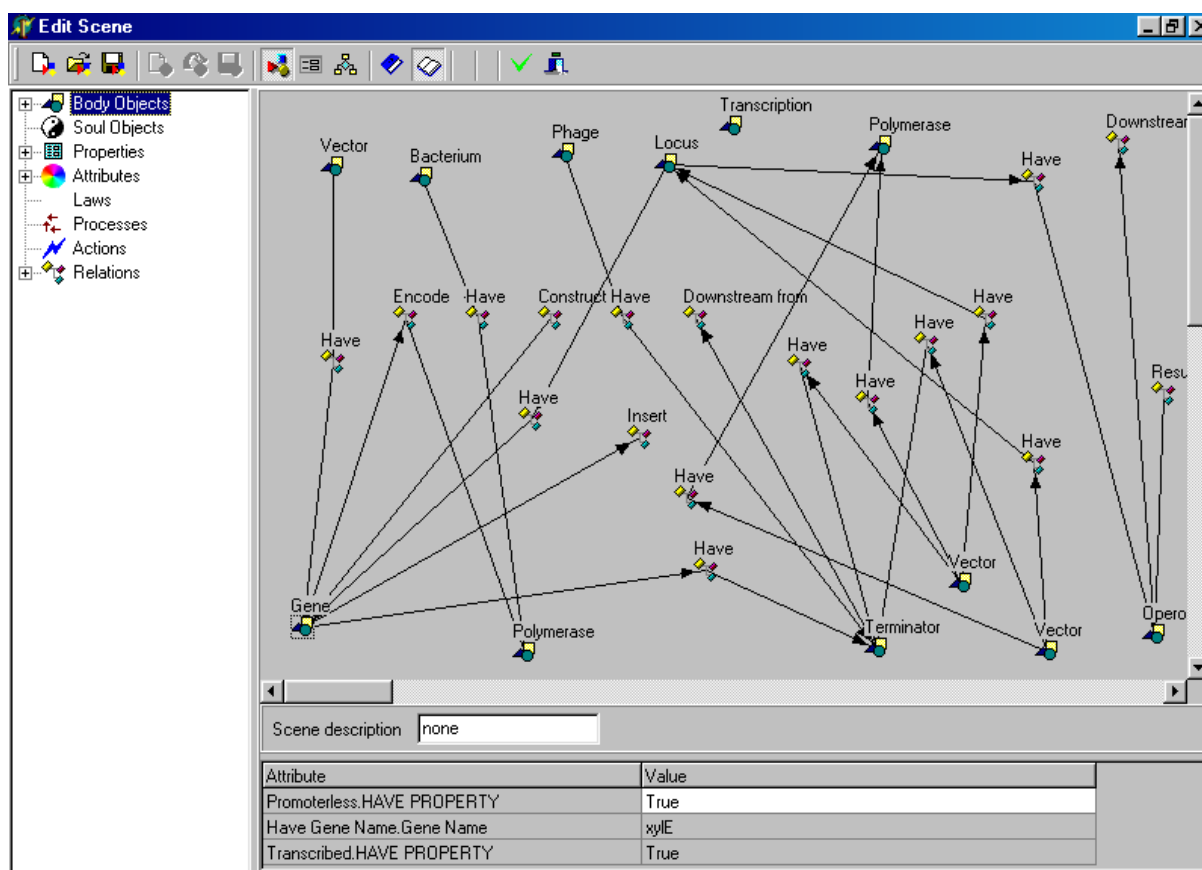 Edit Scene
Body Objects
Soul Objects
Properties
Attributes
Laws
Processes
Actions
Relations
Transcription
Downstream
Polymerase
Phage
Locus
Vector
Bacterium
Have
Encode
Have
Construct
Have
Downstream from
Have
Have
Have
Have
Have
Resu
Have
Insert
Have
Have
Have
Vector
Gene
Polymerase
Terminator
Vector
Opero
Scene description none
Attribute Value
Promoterless.HAVE PROPERTY True
Have Gene Name.Gene Name xylE
Transcribed.HAVE PROPERTY True